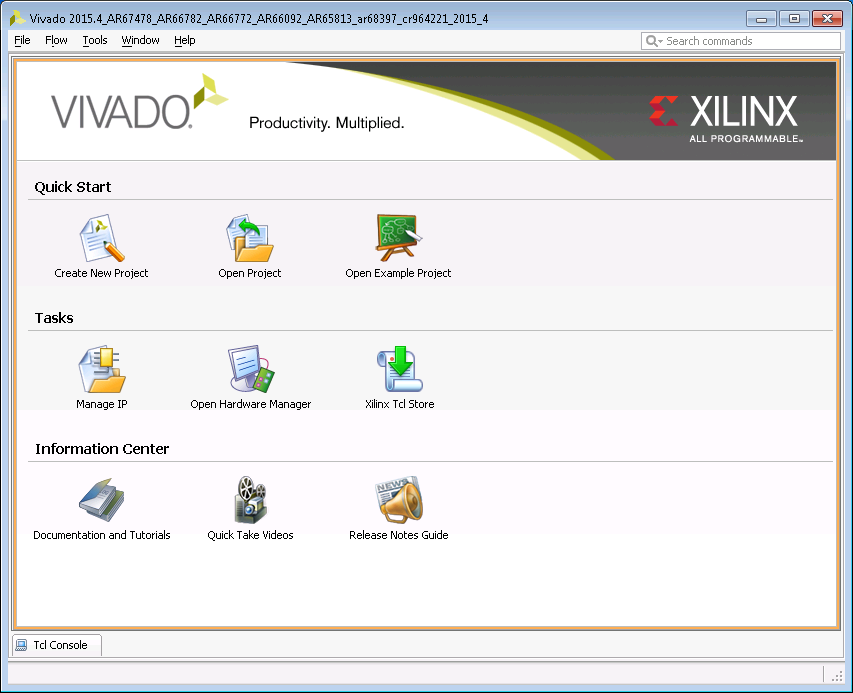 Vivado 2015.4_AR67478_AR66782_AR66772_AR66092_AR65813_ar68397_cr964221_2015_4
File Flow Tools Window Help
Search commands
VIVADO.
Productivity. Multiplied.
XILINX
ALL PROGRAMMABLE™
Quick Start
Create New Project
Open Project
Open Example Project
Tasks
Manage IP
Open Hardware Manager
Xilinx Tcl Store
Information Center
NEWS
Documentation and Tutorials
Quick Take Videos
Release Notes Guide
Tcl Console